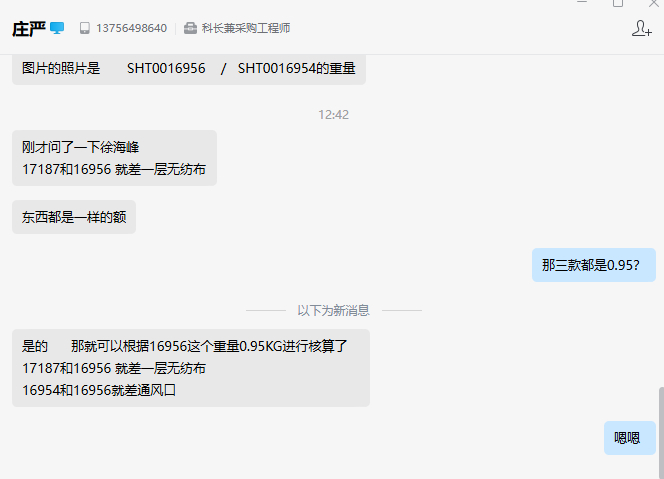 庄严 13756498640 科长兼采购工程师
图片的照片是 SHT0016956 / SHT0016954的重量
12:42
刚才问了一下徐海峰
17187和16956 就差一层无纺布
东西都是一样的额
那三款都是0.95?
以下为新消息
是的 那就可以根据16956这个重量0.95KG进行核算了
17187和16956 就差一层无纺布
16954和16956就差通风口
嗯嗯